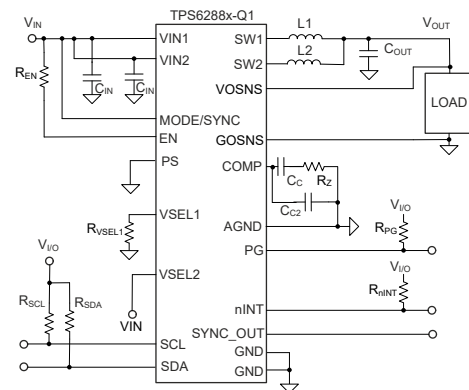 TPS6288x-Q1
VIN
VIN1
VIN2
REN
CIN
CIN
MODE/SYNC
EN
PS
VSEL1
RVSEL1
VI/O
VSEL2
VIN
RSCL
RSDA
SCL
SDA
SW1
L1
SW2
L2
VOUT
COUT
VOSNS
LOAD
GOSNS
COMP
CC
RZ
CC2
AGND
VI/O
RPG
PG
VI/O
RnINT
nINT
SYNC_OUT
GND
GND